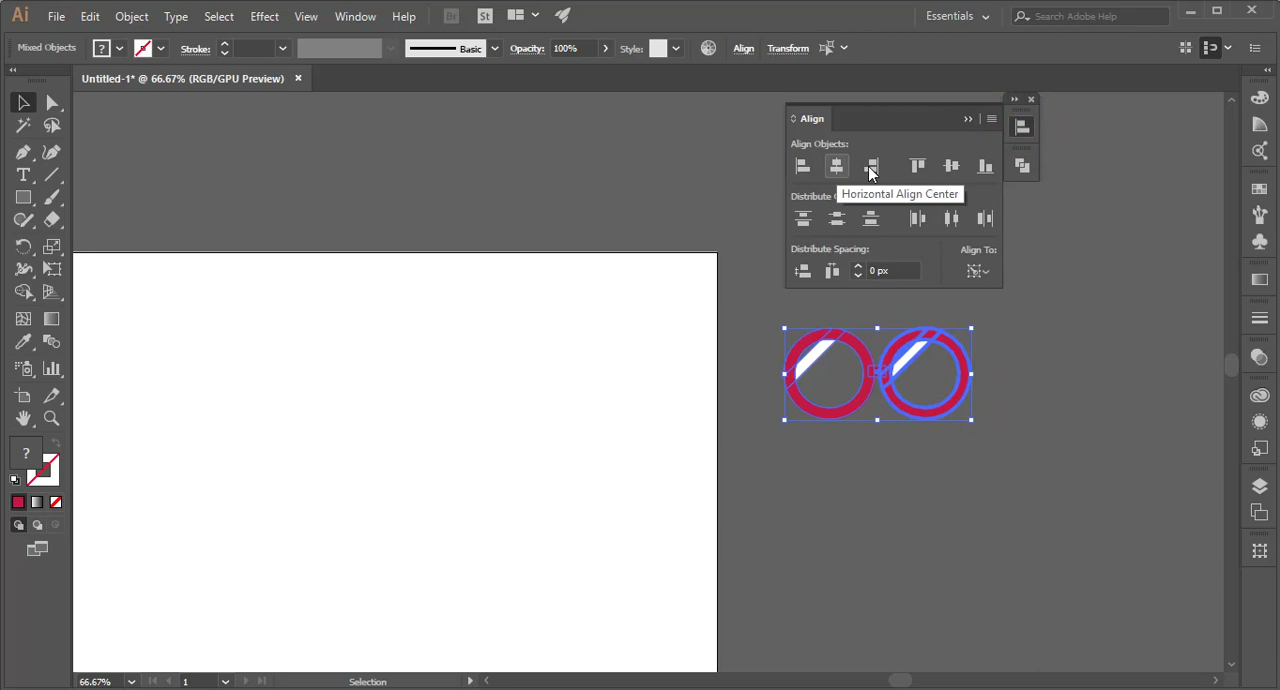 Ai File Edit Object Type Select Effect View Window Help Br St Essentials Search Adobe Help
Mixed Objects ? Stroke: Basic Opacity: 100% Style: Align Transform
Untitled-1* @ 66.67% (RGB/GPU Preview)
Align
Align Objects:
Horizontal Align Center
Distribute
Distribute Spacing: Align To:
0 px
?
66.67% 1 Selection